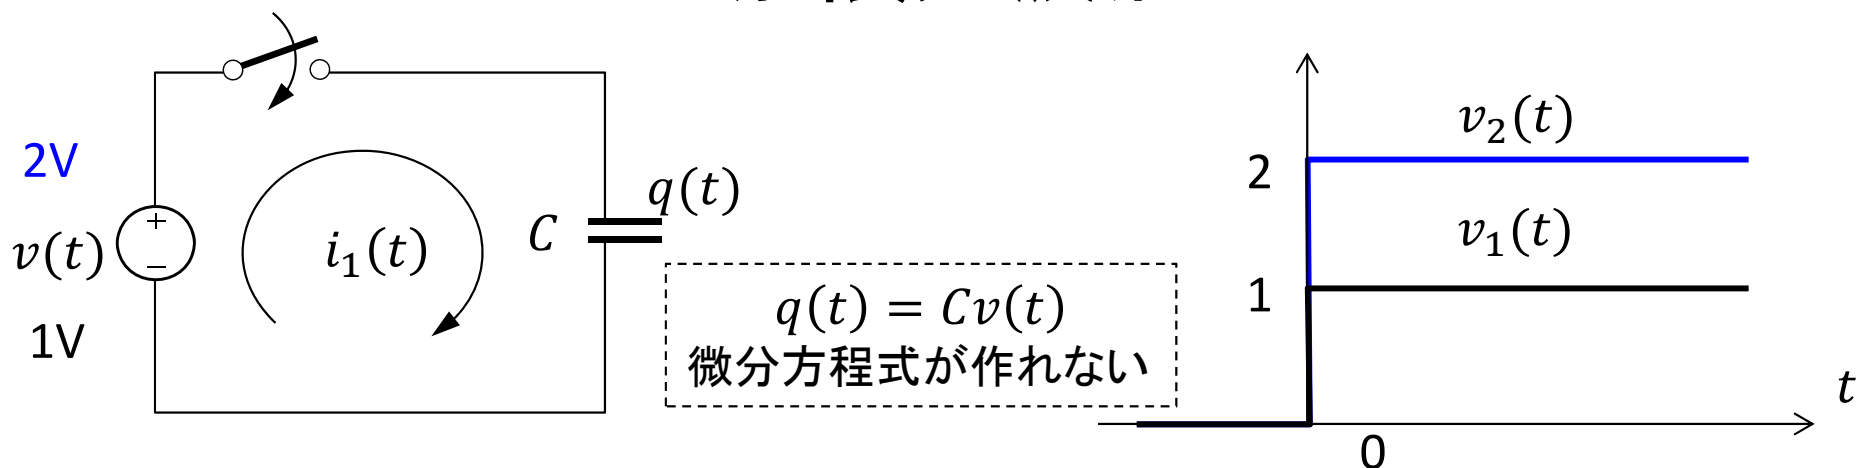 2V
v(t)
1V
+
−
i₁(t)
C
q(t)
q(t) = Cv(t)
微分方程式が作れない
v₂(t)
2
v₁(t)
1
t
0